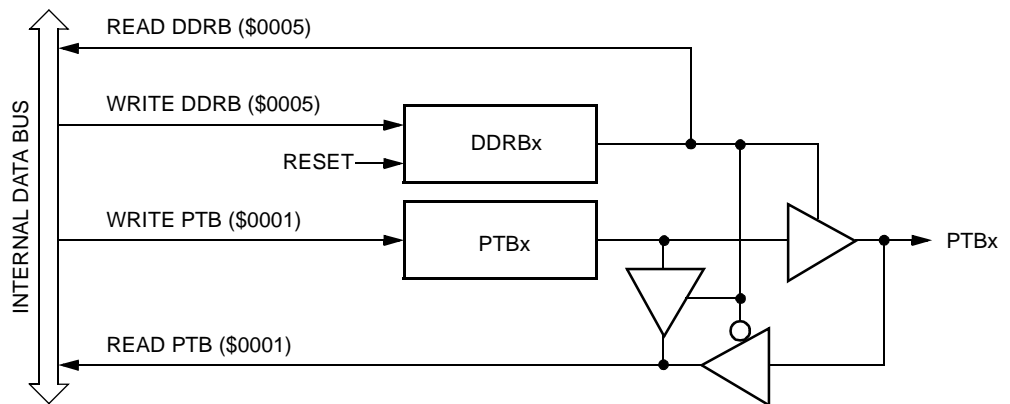 READ DDRB ($0005)
WRITE DDRB ($0005)
DDRBx
RESET
WRITE PTB ($0001)
PTBx
PTBx
READ PTB ($0001)
INTERNAL DATA BUS